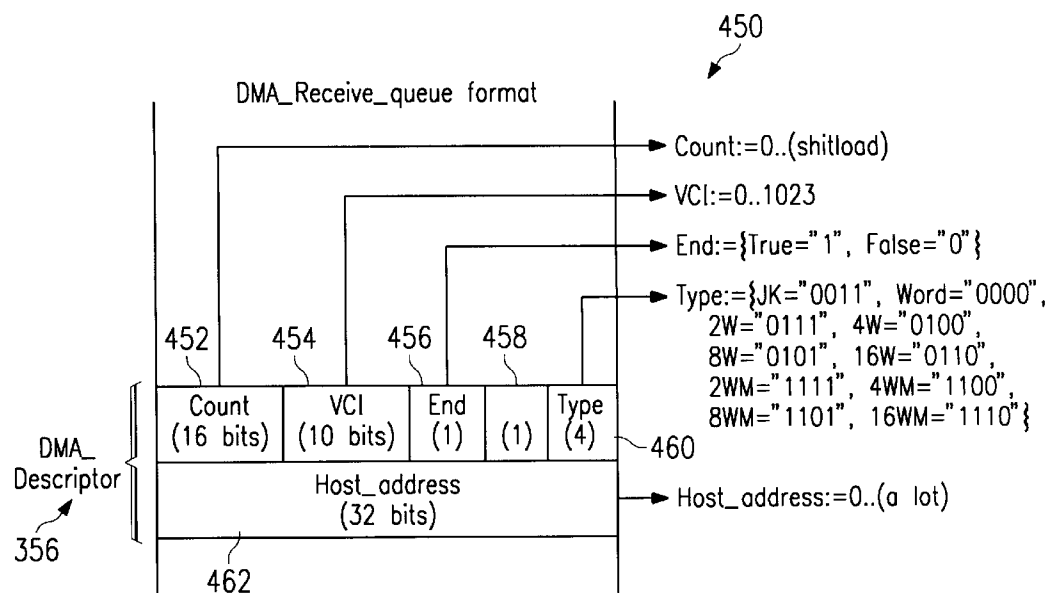 450
DMA_Receive_queue format
Count:=0..(shitload)
VCI:=0..1023
End:={True="1", False="0"}
Type:={JK="0011", Word="0000",
2W="0111", 4W="0100",
8W="0101", 16W="0110",
2WM="1111", 4WM="1100",
8WM="1101", 16WM="1110"{
452 454 456 458
Count VCI End Type
(16 bits) (10 bits) (1) (1) (4)
460
DMA_
Descriptor
356
Host_address
(32 bits)
Host_address:=0..(a lot)
462